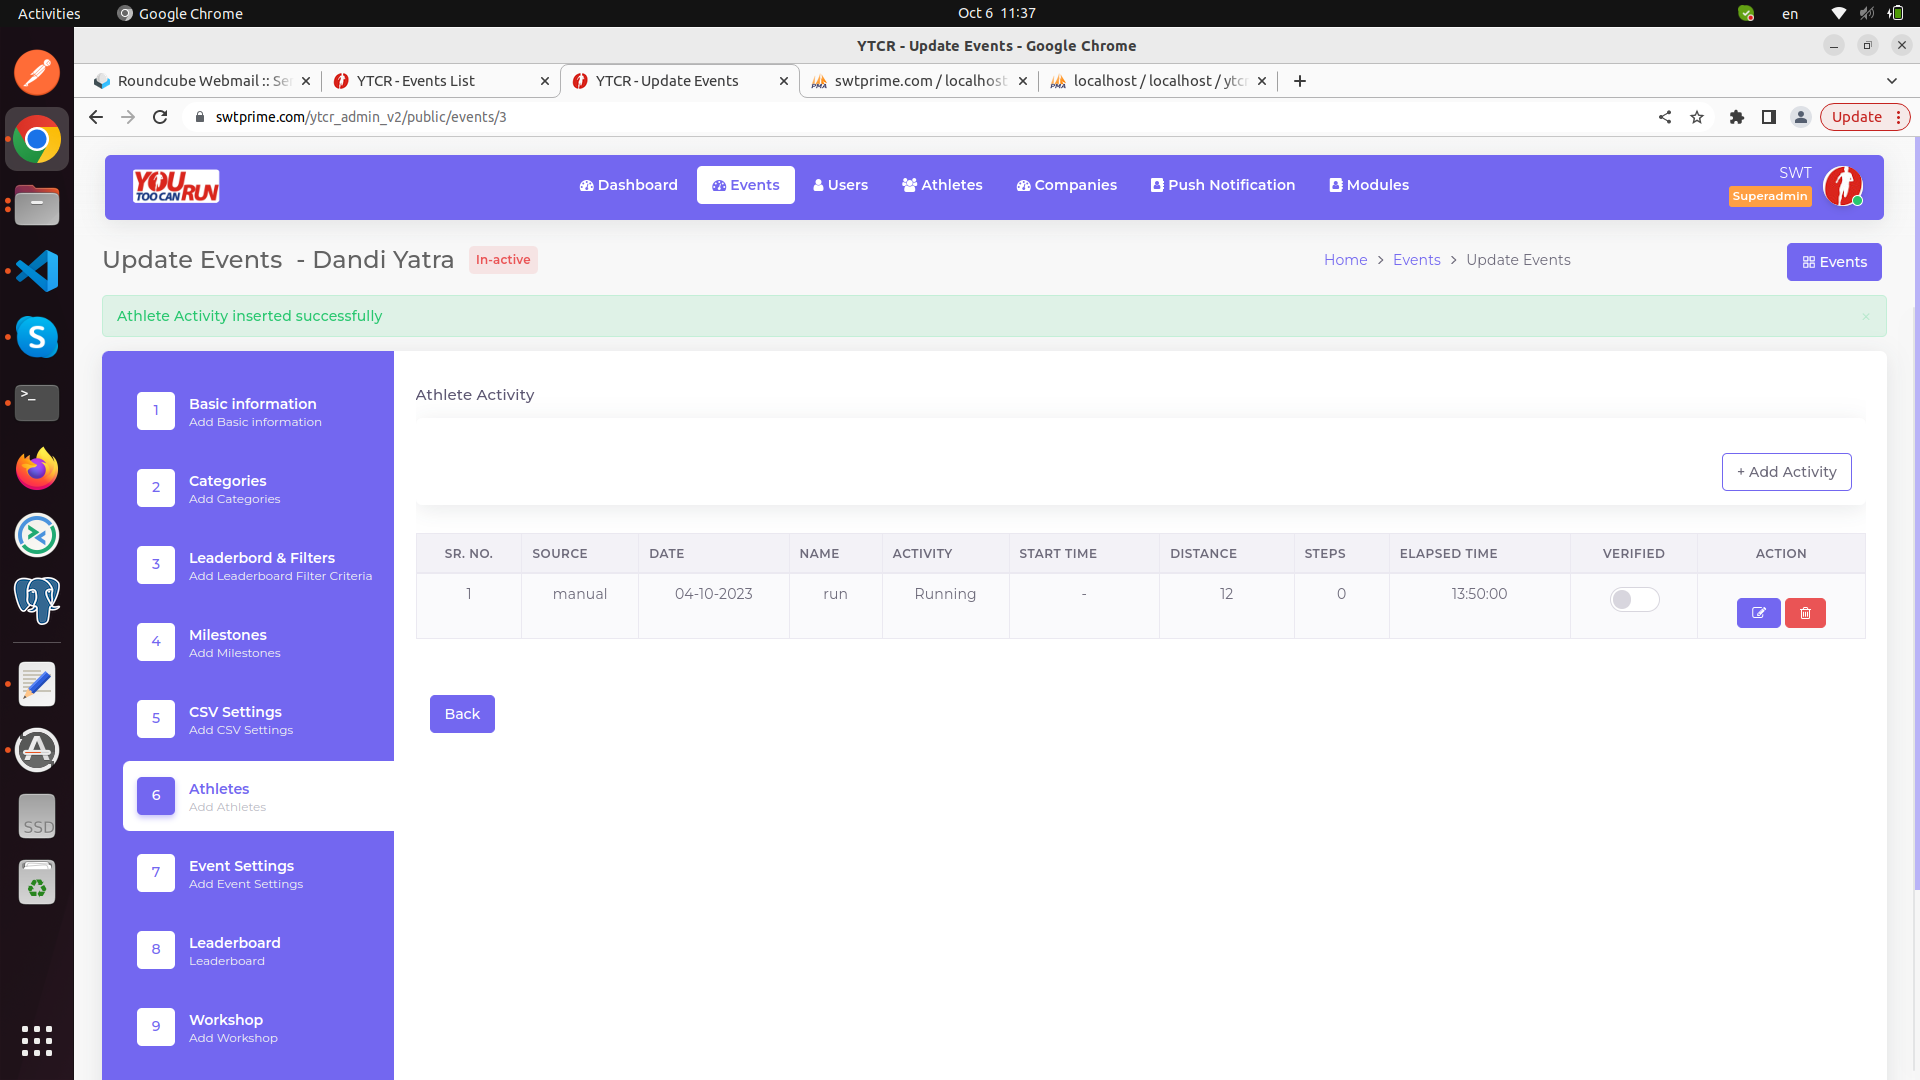 Activities
Google Chrome
Oct 6 11:37
en
YTCR - Update Events - Google Chrome
Roundcube Webmail :: Se
YTCR - Events List
YTCR - Update Events
swtprime.com / localhost
localhost / localhost / ytc
swtprime.com/ytcr_admin_v2/public/events/3
Update
YOU TOO CAN RUN
Dashboard
Events
Users
Athletes
Companies
Push Notification
Modules
SWT
Superadmin
Update Events - Dandi Yatra
In-active
Home > Events > Update Events
Events
Athlete Activity inserted successfully
×
1
Basic information
Add Basic information
2
Categories
Add Categories
3
Leaderbord & Filters
Add Leaderboard Filter Criteria
4
Milestones
Add Milestones
5
CSV Settings
Add CSV Settings
6
Athletes
Add Athletes
7
Event Settings
Add Event Settings
8
Leaderboard
Leaderboard
9
Workshop
Add Workshop
Athlete Activity
+ Add Activity
SR. NO. SOURCE DATE NAME ACTIVITY START TIME DISTANCE STEPS ELAPSED TIME VERIFIED ACTION
1 manual 04-10-2023 run Running - 12 0 13:50:00
Back
SSD